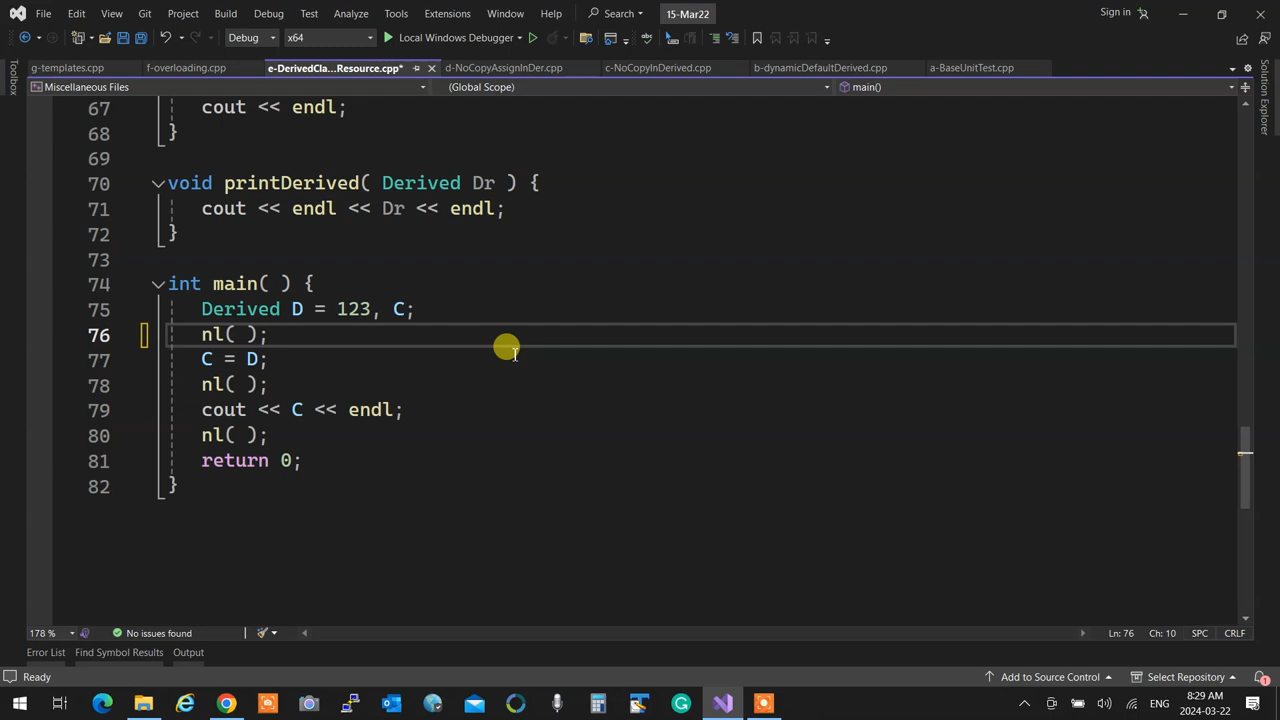 File Edit View Git Project Build Debug Test Analyze Tools Extensions Window Help Search 15-Mar22 Sign in
Debug x64 Local Windows Debugger
g-templates.cpp f-overloading.cpp e-DerivedCla...Resource.cpp* d-NoCopyAssignInDer.cpp c-NoCopyInDerived.cpp b-dynamicDefaultDerived.cpp a-BaseUnitTest.cpp
Toolbox
Solution Explorer
Miscellaneous Files (Global Scope) main()
67 cout << endl;
68 }
69
70 void printDerived( Derived Dr ) {
71 cout << endl << Dr << endl;
72 }
73
74 int main( ) {
75 Derived D = 123, C;
76 nl( );
77 C = D;
78 nl( );
79 cout << C << endl;
80 nl( );
81 return 0;
82 }
178 % No issues found Ln: 76 Ch: 10 SPC CRLF
Error List Find Symbol Results Output
Ready Add to Source Control Select Repository 1
ENG 8:29 AM
2024-03-22